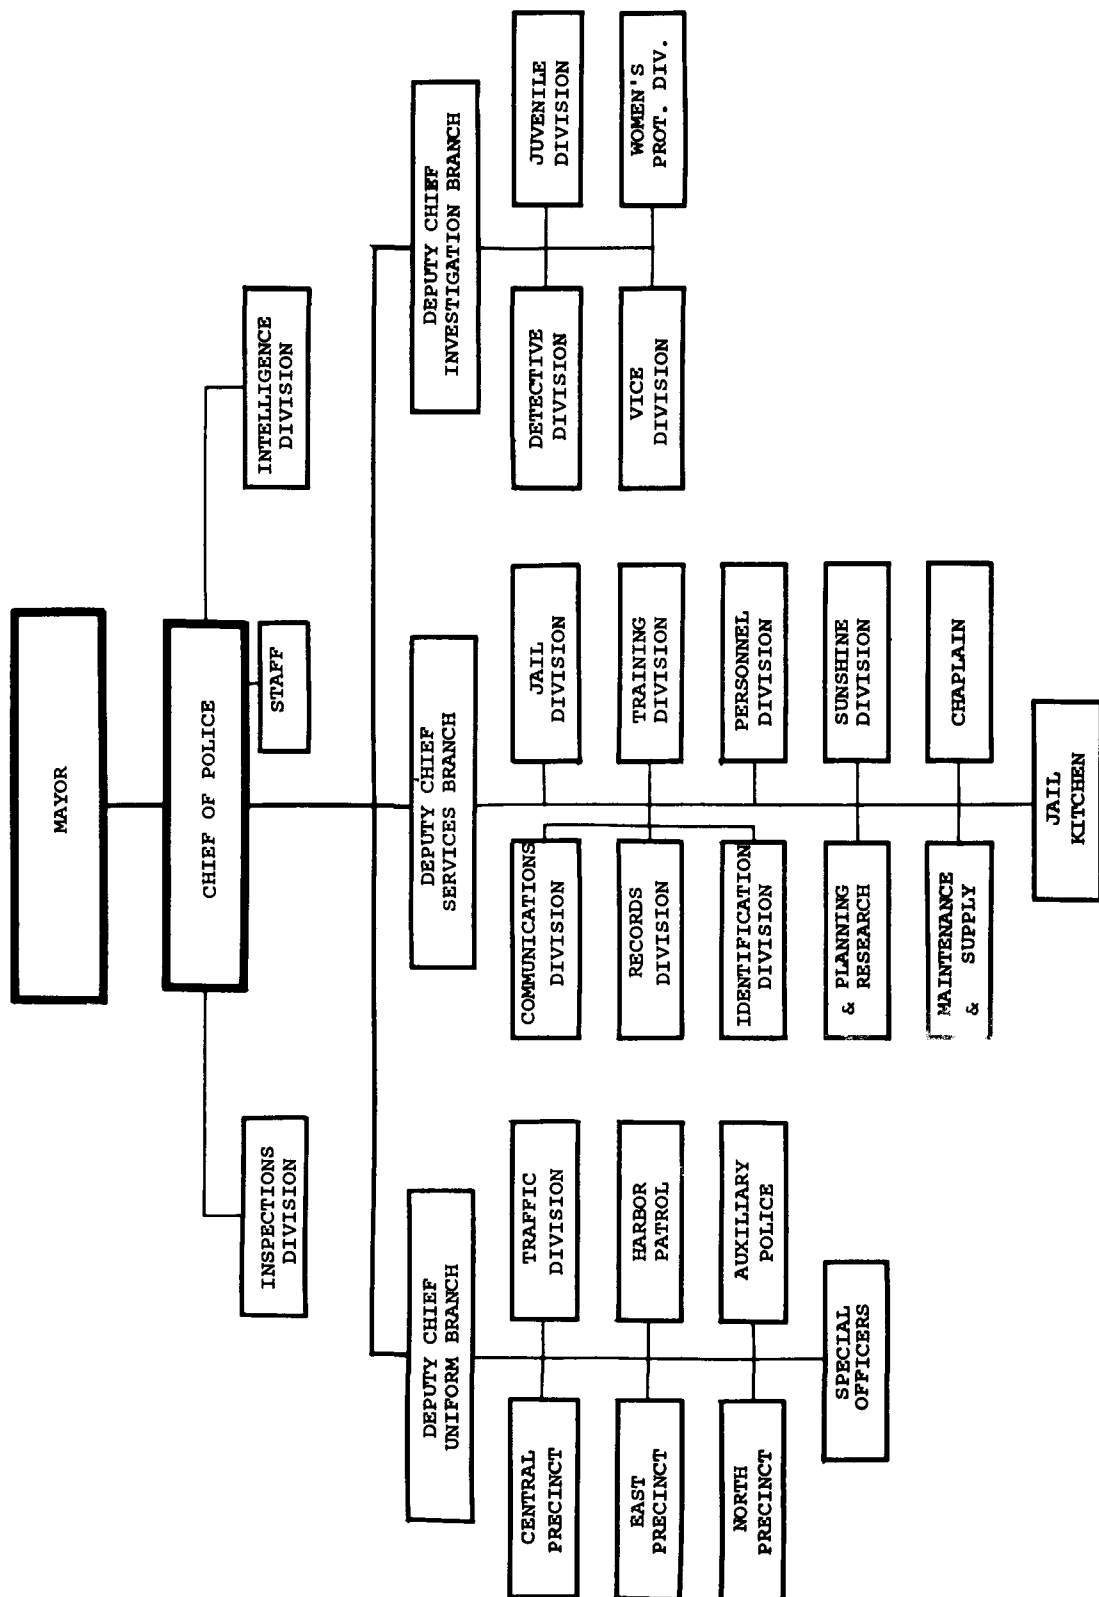 MAYOR
CHIEF OF POLICE
STAFF
INSPECTIONS
DIVISION
INTELLIGENCE
DIVISION
DEPUTY CHIEF
UNIFORM BRANCH
DEPUTY CHIEF
SERVICES BRANCH
DEPUTY CHIEF
INVESTIGATION BRANCH
CENTRAL
PRECINCT
TRAFFIC
DIVISION
EAST
PRECINCT
HARBOR
PATROL
NORTH
PRECINCT
AUXILIARY
POLICE
SPECIAL
OFFICERS
COMMUNICATIONS
DIVISION
JAIL
DIVISION
RECORDS
DIVISION
TRAINING
DIVISION
IDENTIFICATION
DIVISION
PERSONNEL
DIVISION
& PLANNING
RESEARCH
SUNSHINE
DIVISION
MAINTENANCE
& SUPPLY
CHAPLAIN
JAIL
KITCHEN
DETECTIVE
DIVISION
JUVENILE
DIVISION
VICE
DIVISION
WOMEN'S
PROT. DIV.